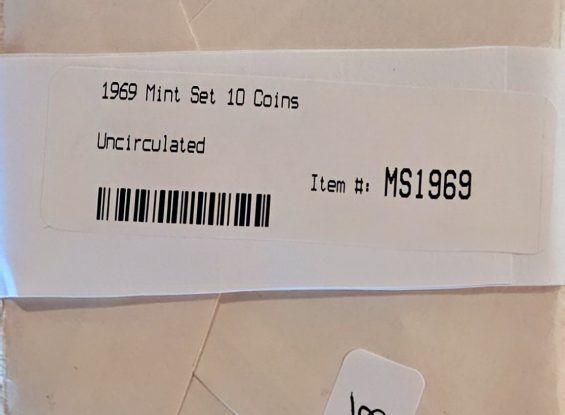 1969 Mint Set 10 Coins
Uncirculated
Item #: MS1969